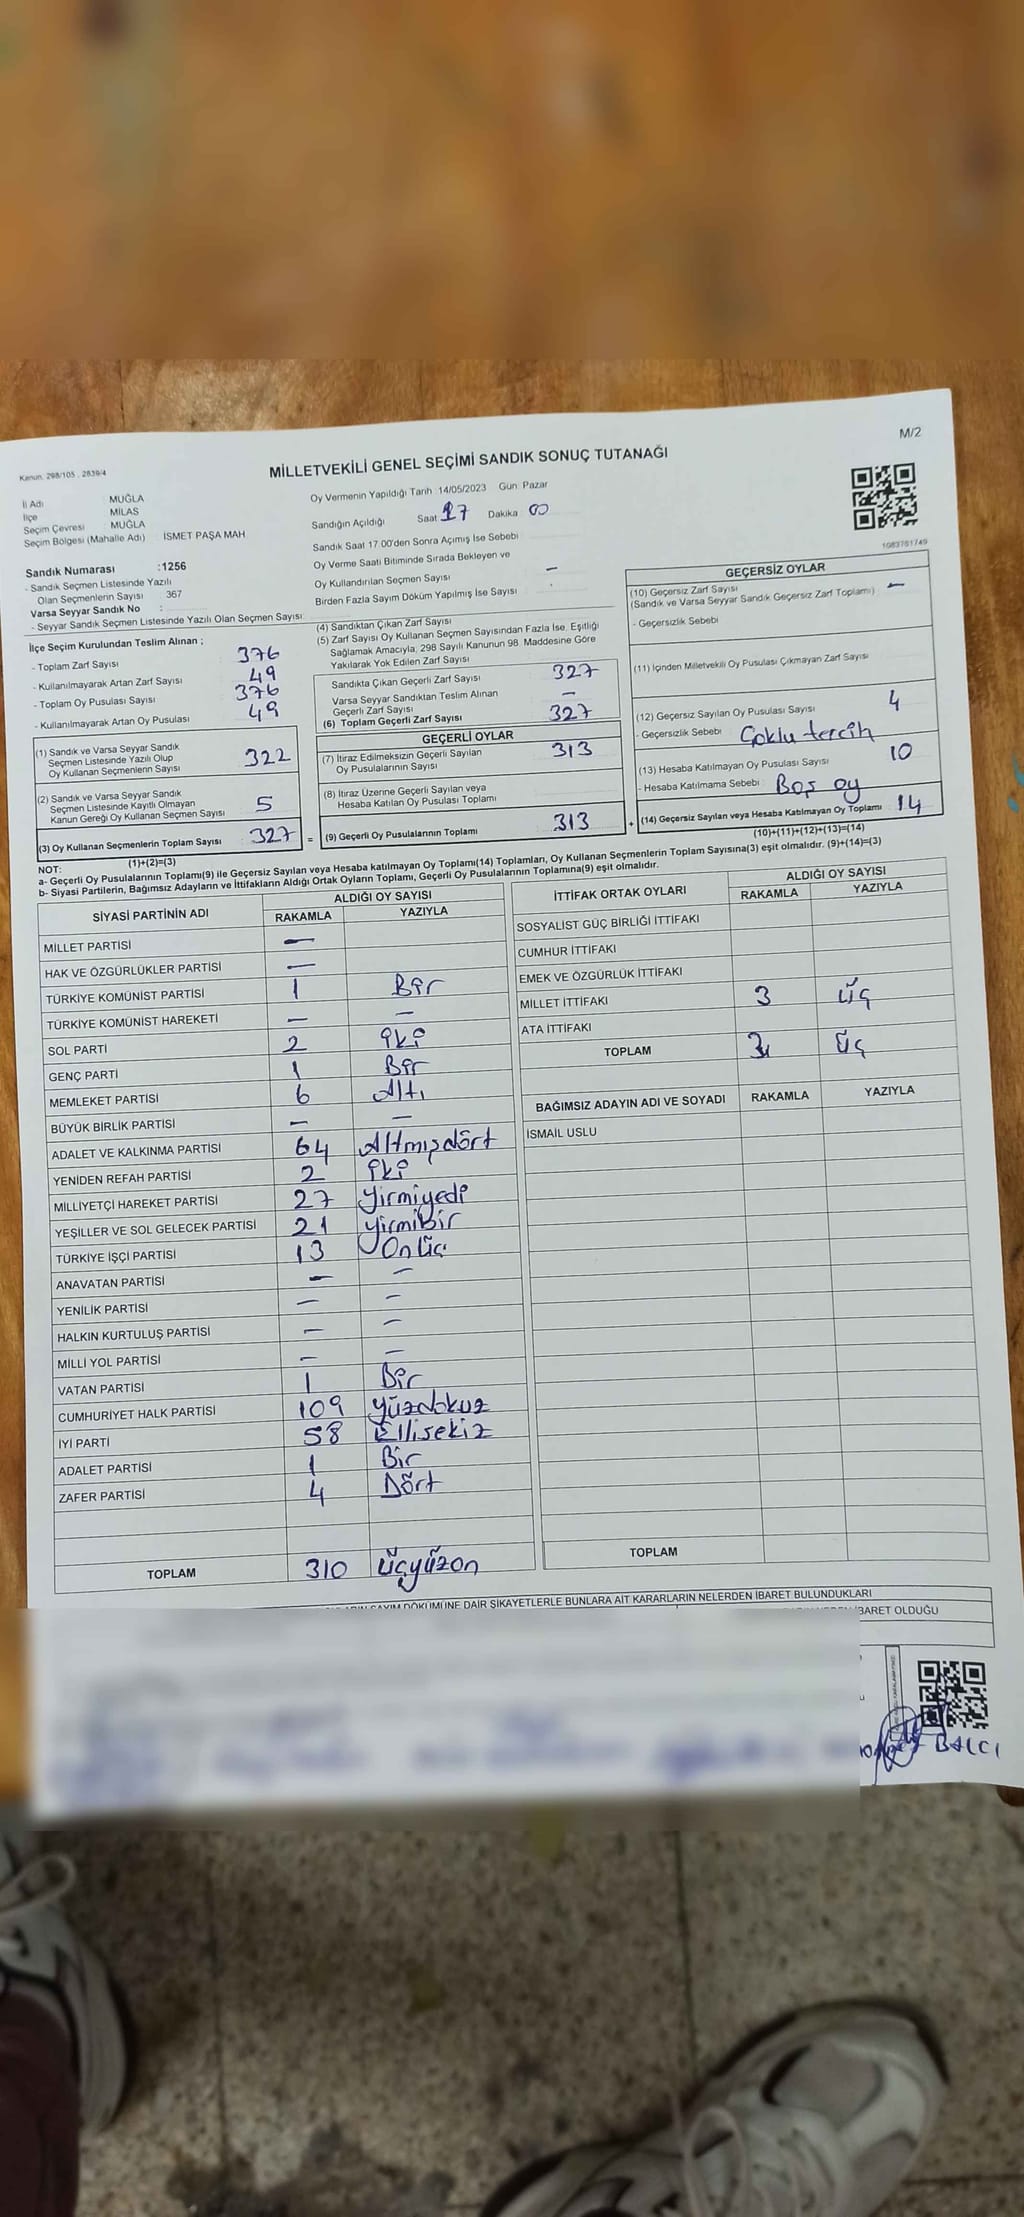 M/2
Kanun: 298/105 , 2839/4
MİLLETVEKİLİ GENEL SEÇİMİ SANDIK SONUÇ TUTANAĞI
İl Adı : MUĞLA
İlçe : MİLAS
Seçim Çevresi : MUĞLA
Seçim Bölgesi (Mahalle Adı) : İSMET PAŞA MAH
Sandık Numarası :1256
- Sandık Seçmen Listesinde Yazılı
Olan Seçmenlerin Sayısı 367
Varsa Seyyar Sandık No :
- Seyyar Sandık Seçmen Listesinde Yazılı Olan Seçmen Sayısı:
Oy Vermenin Yapıldığı Tarih :14/05/2023 Gün: Pazar
Sandığın Açıldığı Saat 17 Dakika 00
Sandık Saat 17.00'den Sonra Açımış İse Sebebi
Oy Verme Saati Bitiminde Sırada Bekleyen ve
Oy Kullandırılan Seçmen Sayısı –
Birden Fazla Sayım Döküm Yapılmış İse Sayısı
1083781749
İlçe Seçim Kurulundan Teslim Alınan ;
- Toplam Zarf Sayısı 376
- Kullanılmayarak Artan Zarf Sayısı 49
- Toplam Oy Pusulası Sayısı 376
- Kullanılmayarak Artan Oy Pusulası 49
(1) Sandık ve Varsa Seyyar Sandık
Seçmen Listesinde Yazılı Olup
Oy Kullanan Seçmenlerin Sayısı 322
(2) Sandık ve Varsa Seyyar Sandık
Seçmen Listesinde Kayıtlı Olmayan
Kanun Gereği Oy Kullanan Seçmen Sayısı 5
(3) Oy Kullanan Seçmenlerin Toplam Sayısı 327 =
(1)+(2)=(3)
(4) Sandıktan Çıkan Zarf Sayısı
(5) Zarf Sayısı Oy Kullanan Seçmen Sayısından Fazla İse, Eşitliği
Sağlamak Amacıyla, 298 Sayılı Kanunun 98. Maddesine Göre
Yakılarak Yok Edilen Zarf Sayısı
Sandıkta Çıkan Geçerli Zarf Sayısı 327
Varsa Seyyar Sandıktan Teslim Alınan
Geçerli Zarf Sayısı –
(6) Toplam Geçerli Zarf Sayısı 327
GEÇERLİ OYLAR
(7) İtiraz Edilmeksizin Geçerli Sayılan
Oy Pusulalarının Sayısı 313
(8) İtiraz Üzerine Geçerli Sayılan veya
Hesaba Katılan Oy Pusulası Toplamı
(9) Geçerli Oy Pusulalarının Toplamı 313 +
GEÇERSİZ OYLAR
(10) Geçersiz Zarf Sayısı
(Sandık ve Varsa Seyyar Sandık Geçersiz Zarf Toplamı) –
- Geçersizlik Sebebi
(11) İçinden Milletvekili Oy Pusulası Çıkmayan Zarf Sayısı
(12) Geçersiz Sayılan Oy Pusulası Sayısı 4
- Geçersizlik Sebebi Çoklu tercih
(13) Hesaba Katılmayan Oy Pusulası Sayısı 10
- Hesaba Katılmama Sebebi Boş oy
(14) Geçersiz Sayılan veya Hesaba Katılmayan Oy Toplamı 14
(10)+(11)+(12)+(13)=(14)
NOT:
a- Geçerli Oy Pusulalarının Toplamı(9) ile Geçersiz Sayılan veya Hesaba katılmayan Oy Toplamı(14) Toplamları, Oy Kullanan Seçmenlerin Toplam Sayısına(3) eşit olmalıdır. (9)+(14)=(3)
b- Siyasi Partilerin, Bağımsız Adayların ve İttifakların Aldığı Ortak Oyların Toplamı, Geçerli Oy Pusulalarının Toplamına(9) eşit olmalıdır.
SİYASİ PARTİNİN ADI ALDIĞI OY SAYISI
RAKAMLA YAZIYLA
MİLLET PARTİSİ –
HAK VE ÖZGÜRLÜKLER PARTİSİ –
TÜRKİYE KOMÜNİST PARTİSİ 1 Bir
TÜRKİYE KOMÜNİST HAREKETİ – –
SOL PARTİ 2 iki
GENÇ PARTİ 1 Bir
MEMLEKET PARTİSİ 6 Altı
BÜYÜK BİRLİK PARTİSİ – –
ADALET VE KALKINMA PARTİSİ 64 Altmışdört
YENİDEN REFAH PARTİSİ 2 iki
MİLLİYETÇİ HAREKET PARTİSİ 27 Yirmiyedi
YEŞİLLER VE SOL GELECEK PARTİSİ 21 yirmibir
TÜRKİYE İŞÇİ PARTİSİ 13 Onüç
ANAVATAN PARTİSİ – –
YENİLİK PARTİSİ – –
HALKIN KURTULUŞ PARTİSİ – –
MİLLİ YOL PARTİSİ – –
VATAN PARTİSİ 1 Bir
CUMHURİYET HALK PARTİSİ 109 Yüzdokuz
İYİ PARTİ 58 Ellisekiz
ADALET PARTİSİ 1 Bir
ZAFER PARTİSİ 4 Dört
TOPLAM 310 üçyüzon
İTTİFAK ORTAK OYLARI ALDIĞI OY SAYISI
RAKAMLA YAZIYLA
SOSYALİST GÜÇ BİRLİĞİ İTTİFAKI
CUMHUR İTTİFAKI
EMEK VE ÖZGÜRLÜK İTTİFAKI
MİLLET İTTİFAKI 3 üç
ATA İTTİFAKI
TOPLAM 3 üç
BAĞIMSIZ ADAYIN ADI VE SOYADI RAKAMLA YAZIYLA
İSMAİL USLU
TOPLAM
SAYIM DÖKÜMÜNE DAİR ŞİKAYETLERLE BUNLARA AİT KARARLARIN NELERDEN İBARET BULUNDUKLARI
İBARET OLDUĞU
BALCI